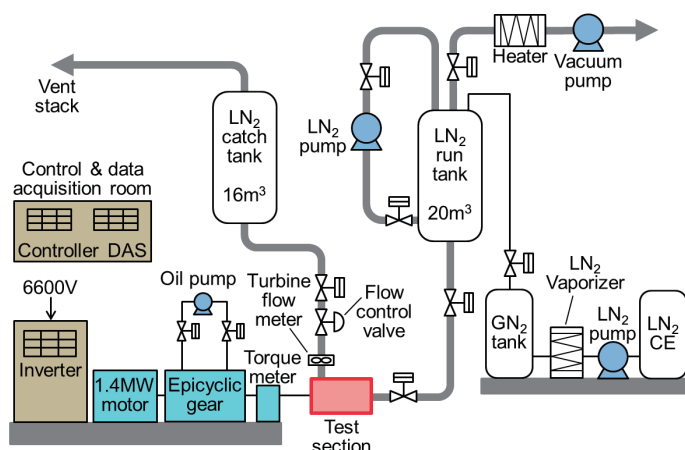 Vent
stack
LN₂
catch
tank
16m³
LN₂
pump
LN₂
run
tank
20m³
Heater
Vacuum
pump
Control & data
acquisition room
Controller DAS
6600V
Inverter
Oil pump
1.4MW
motor
Epicyclic
gear
Torque
meter
Turbine
flow
meter
Flow
control
valve
Test
section
GN₂
tank
LN₂
Vaporizer
LN₂
pump
LN₂
CE